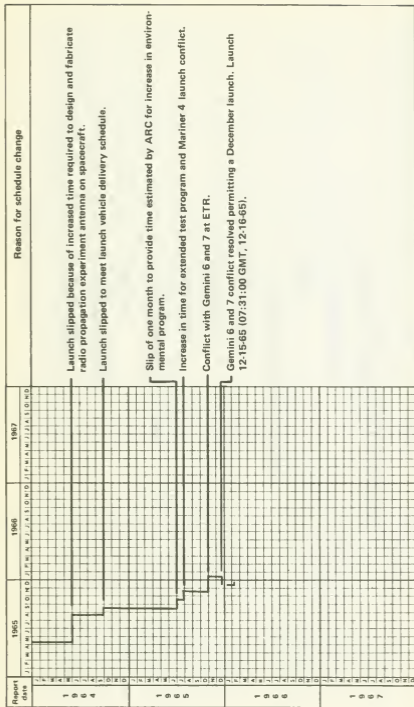 Report
date
1965
1966
1967
Reason for schedule change
J F M A M J J A S O N D J F M A M J J A S O N D J F M A M J J A S O N D
1
9
6
4
1
9
6
5
1
9
6
6
1
9
6
7
Launch slipped because of increased time required to design and fabricate
radio propagation experiment antenna on spacecraft.
Launch slipped to meet launch vehicle delivery schedule.
Slip of one month to provide time estimated by ARC for increase in environ-
mental program.
Increase in time for extended test program and Mariner 4 launch conflict.
Conflict with Gemini 6 and 7 at ETR.
Gemini 6 and 7 conflict resolved permitting a December launch. Launch
12-15-65 (07:31:00 GMT, 12-16-65).